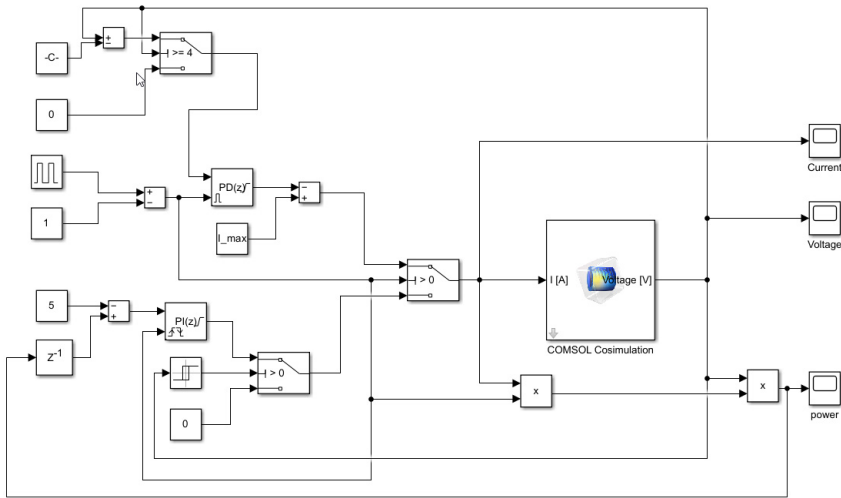 -C-
+
−
>= 4
0
PD(z)
−
+
Current
1
+
−
I_max
Voltage
> 0
I [A]
Voltage [V]
COMSOL Cosimulation
5
−
+
PI(z)
Z-1
> 0
0
x
x
power